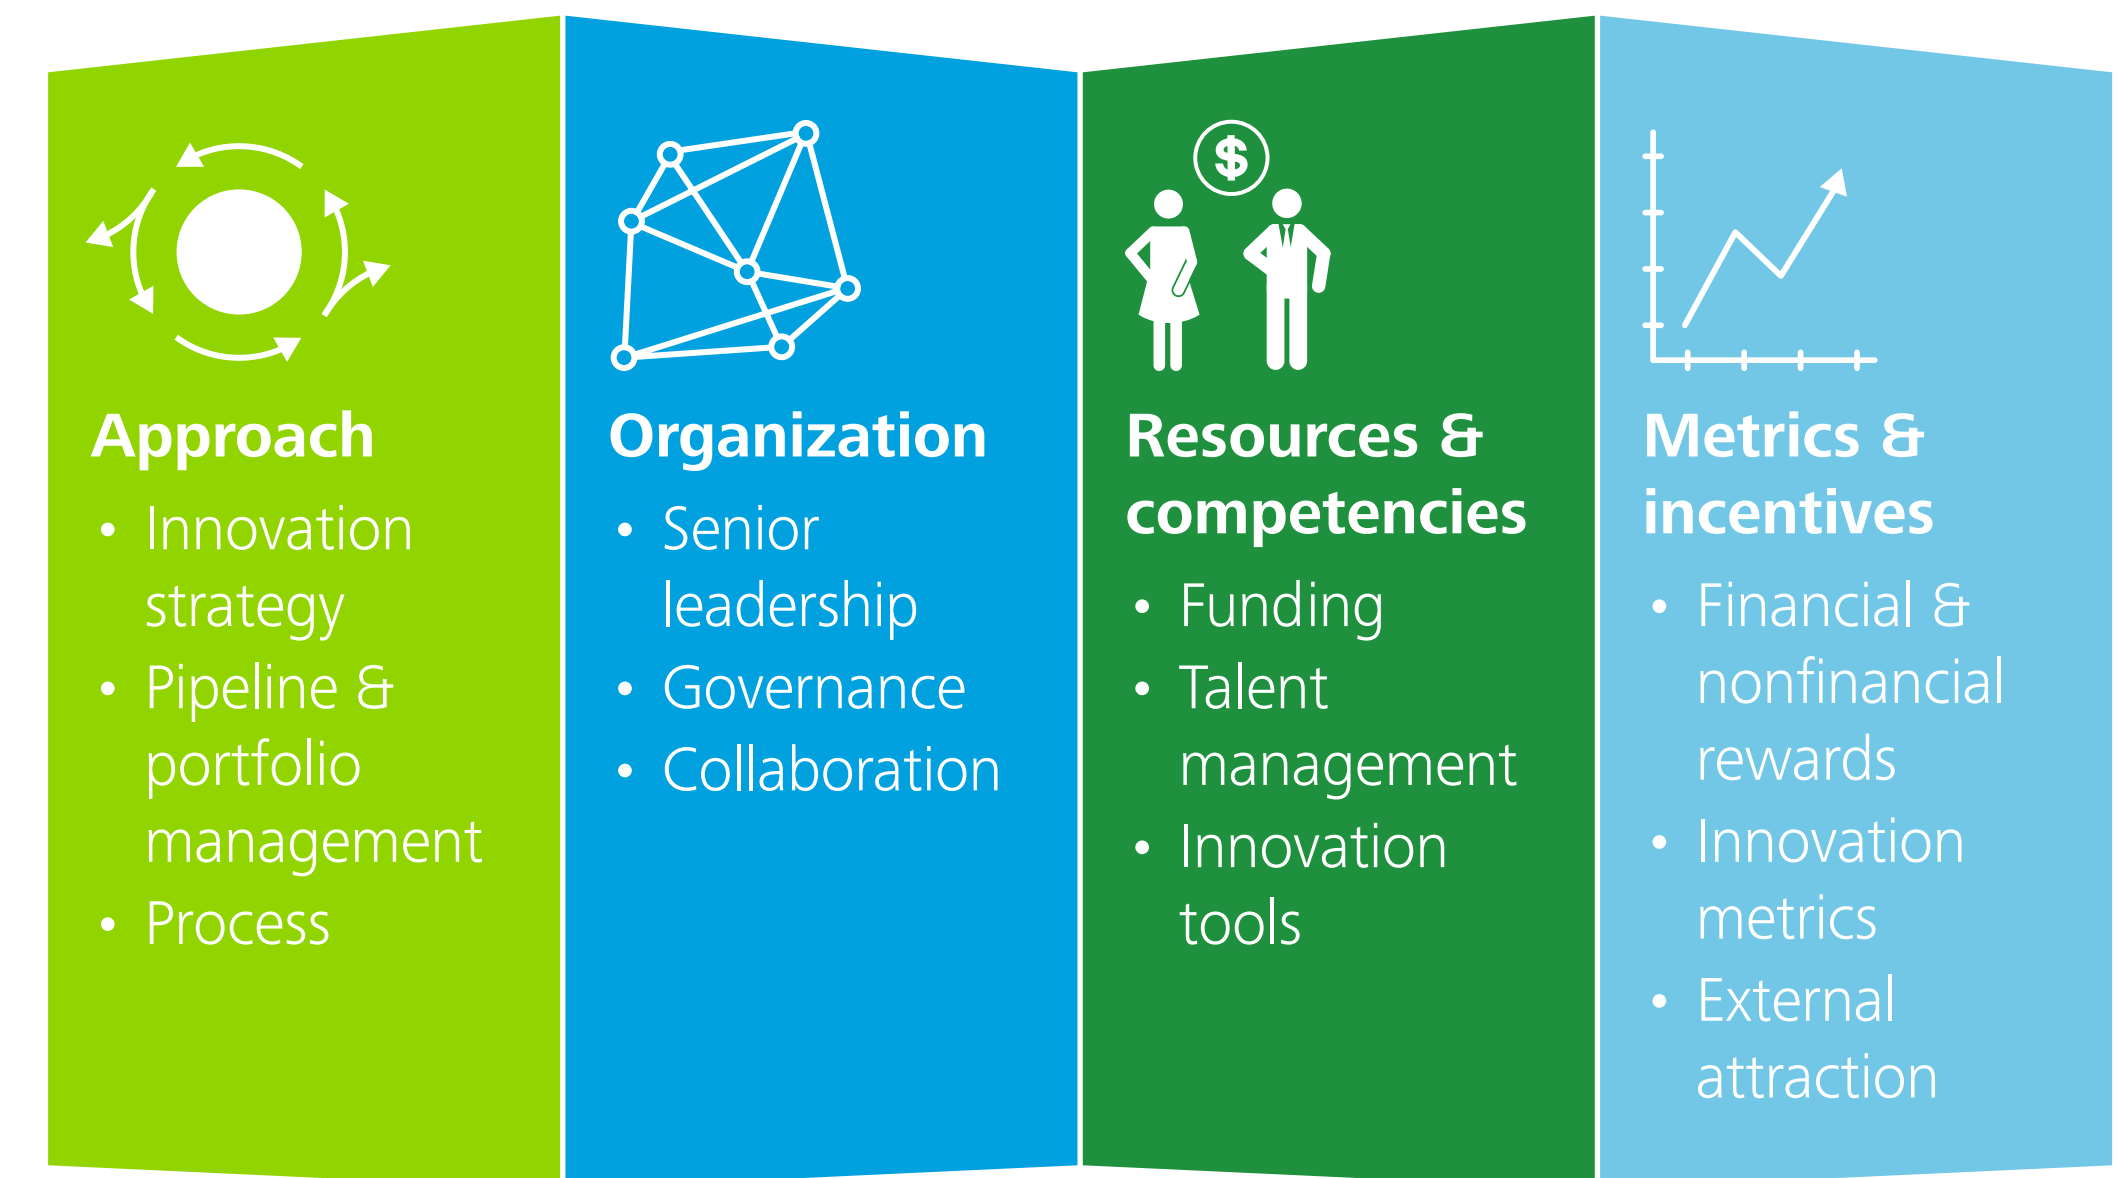 $
Approach
• Innovation
strategy
• Pipeline &
portfolio
management
• Process
Organization
• Senior
leadership
• Governance
• Collaboration
Resources &
competencies
• Funding
• Talent
management
• Innovation
tools
Metrics &
incentives
• Financial &
nonfinancial
rewards
• Innovation
metrics
• External
attraction